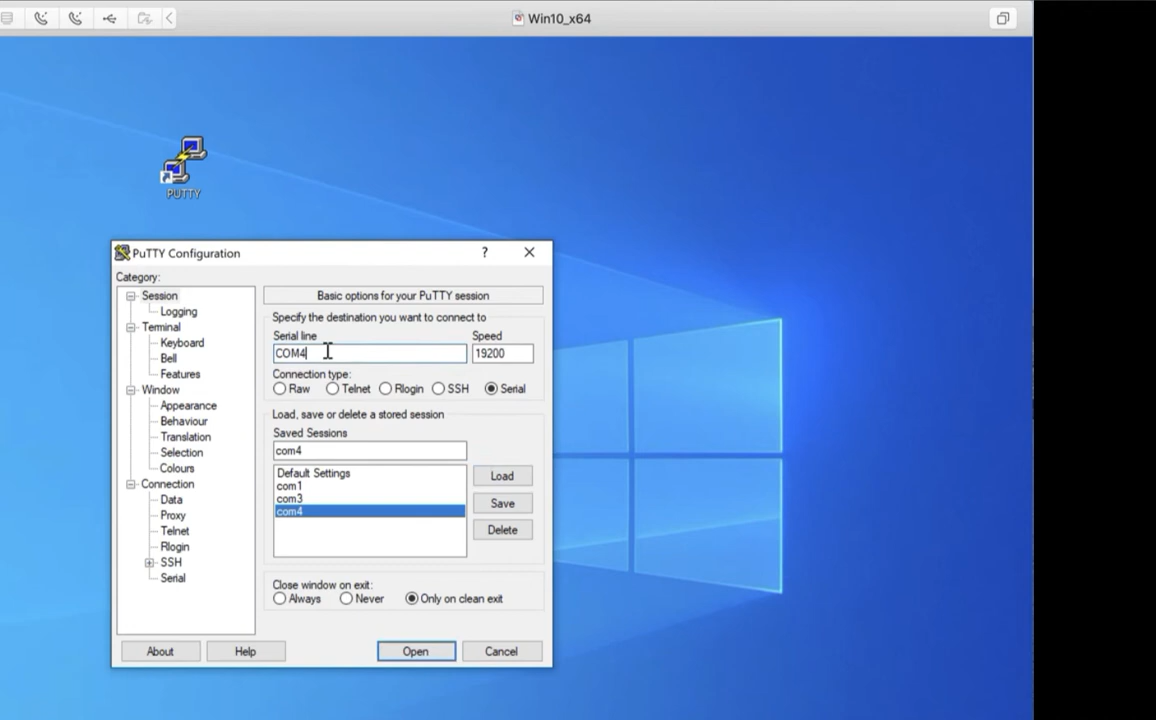 Win10_x64
PUTTY
PuTTY Configuration
?
Category:
Session
Logging
Terminal
Keyboard
Bell
Features
Window
Appearance
Behaviour
Translation
Selection
Colours
Connection
Data
Proxy
Telnet
Rlogin
SSH
Serial
Basic options for your PuTTY session
Specify the destination you want to connect to
Serial line Speed
COM4 19200
Connection type:
Raw Telnet Rlogin SSH Serial
Load, save or delete a stored session
Saved Sessions
com4
Default Settings
com1
com3
com4
Load
Save
Delete
Close window on exit:
Always Never Only on clean exit
About Help Open Cancel